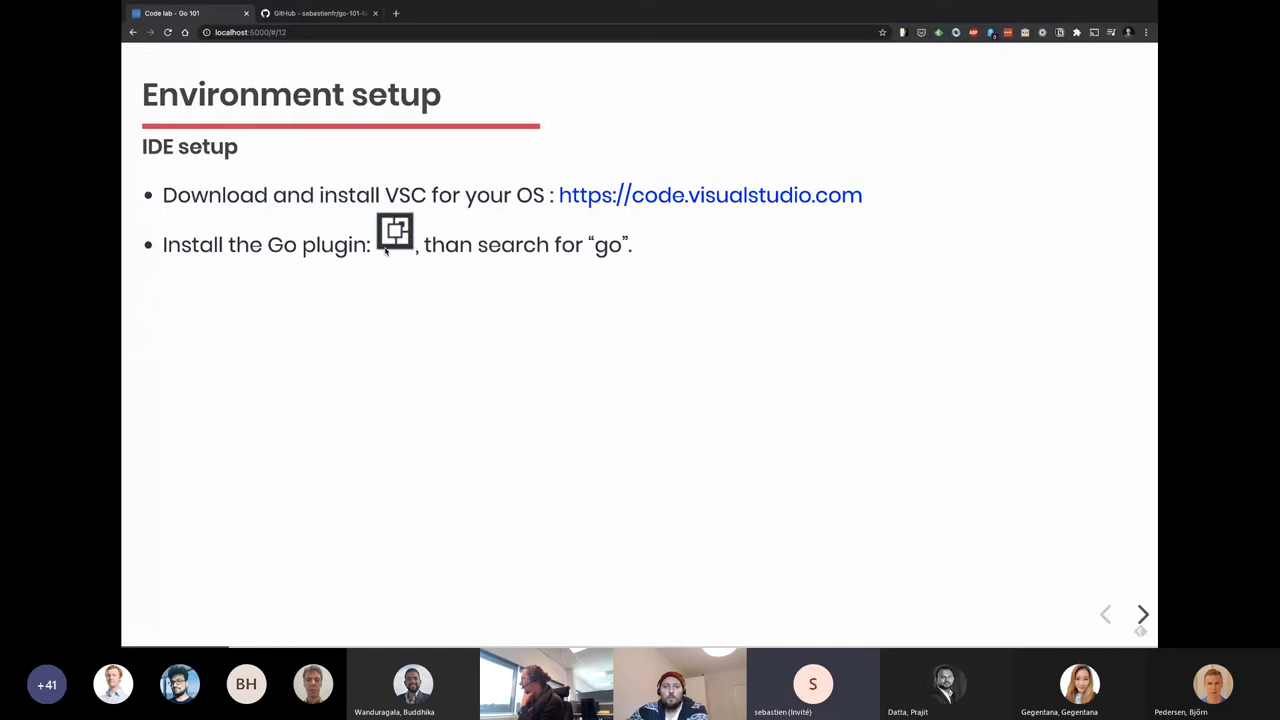 Code lab - Go 101
GitHub - sebastienfr/go-101-la
localhost:5000/#/12
ABP
Environment setup
IDE setup
• Download and install VSC for your OS : https://code.visualstudio.com
• Install the Go plugin: , than search for “go”.
+41
BH
S
Wanduragala, Buddhika
sebastien (Invité)
Datta, Prajit
Gegentana, Gegentana
Pedersen, Björn